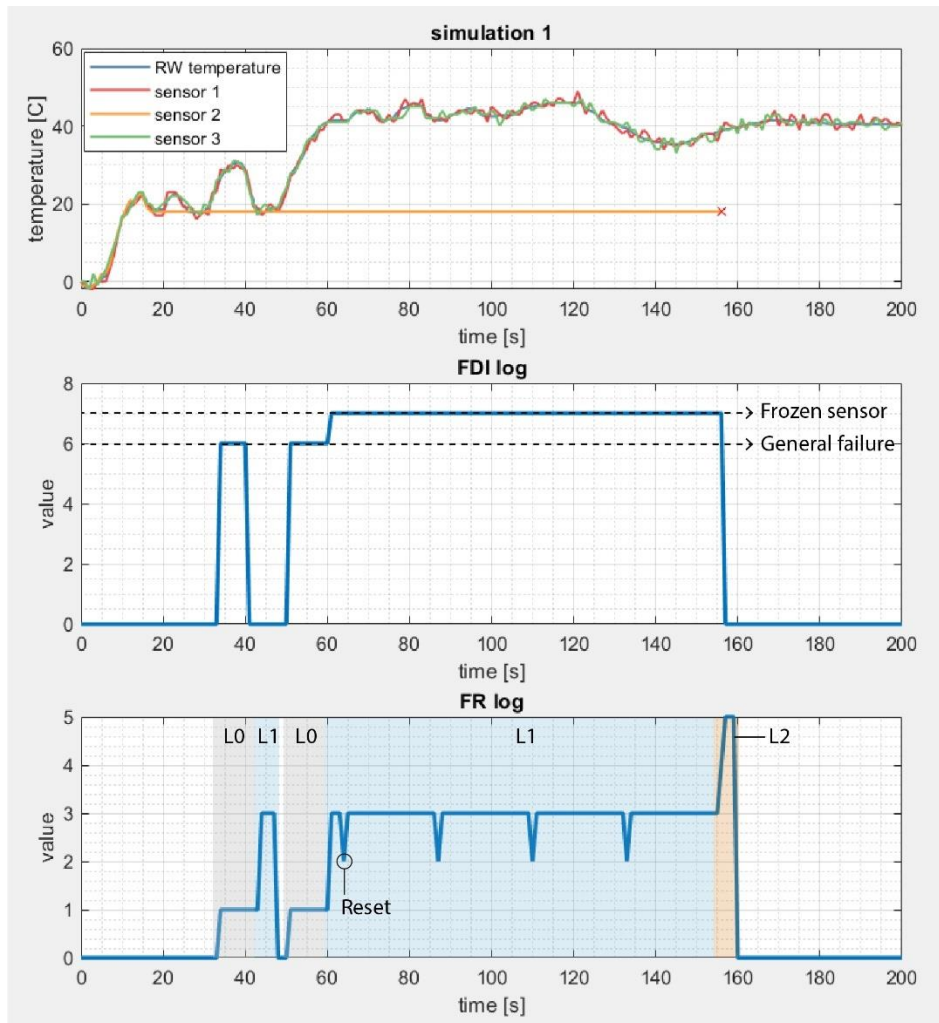 simulation 1
RW temperature
sensor 1
sensor 2
sensor 3
temperature [C]
60
40
20
0
0 20 40 60 80 100 120 140 160 180 200
time [s]
FDI log
value
8
6
4
2
0
Frozen sensor
General failure
0 20 40 60 80 100 120 140 160 180 200
time [s]
FR log
value
5
4
3
2
1
0
L0 L1 L0 L1 L2
Reset
0 20 40 60 80 100 120 140 160 180 200
time [s]